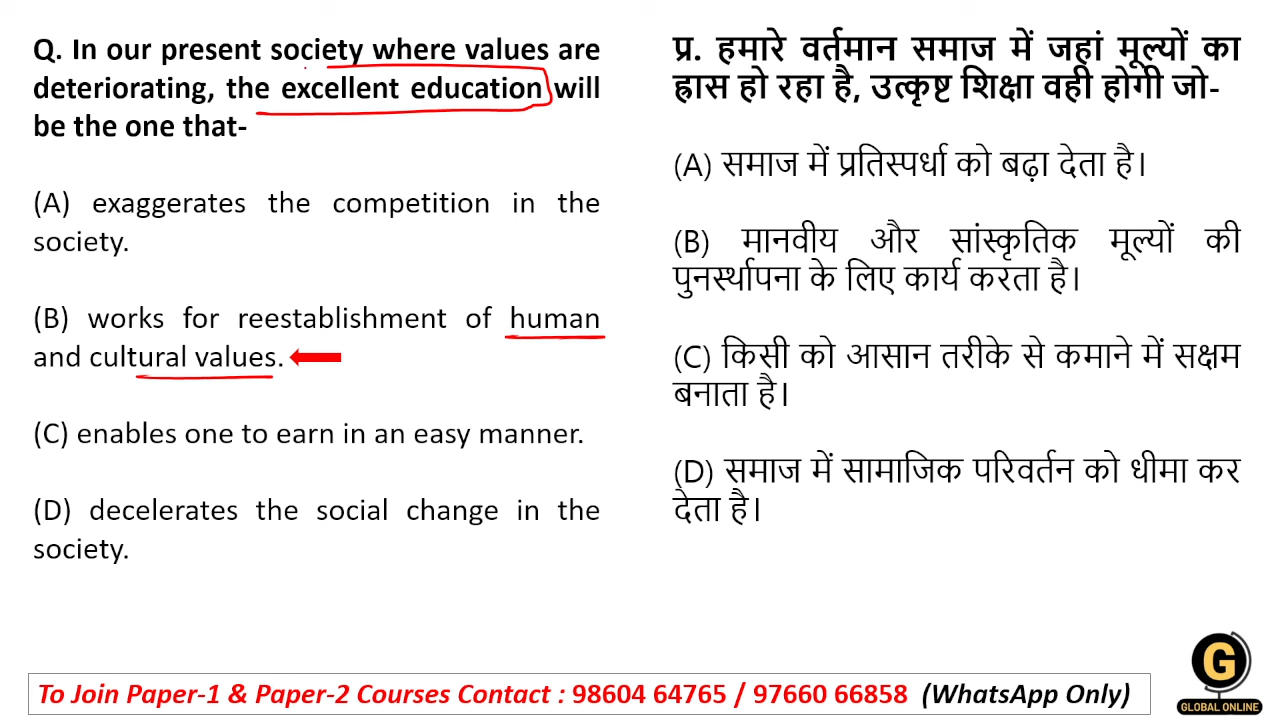 Q. In our present society where values are
deteriorating, the excellent education will
be the one that-
(A) exaggerates the competition in the
society.
(B) works for reestablishment of human
and cultural values.
(C) enables one to earn in an easy manner.
(D) decelerates the social change in the
society.
प्र. हमारे वर्तमान समाज में जहां मूल्यों का
ह्रास हो रहा है, उत्कृष्ट शिक्षा वही होगी जो-
(A) समाज में प्रतिस्पर्धा को बढ़ा देता है।
(B) मानवीय और सांस्कृतिक मूल्यों की
पुनर्स्थापना के लिए कार्य करता है।
(C) किसी को आसान तरीके से कमाने में सक्षम
बनाता है।
(D) समाज में सामाजिक परिवर्तन को धीमा कर
देता है।
To Join Paper-1 & Paper-2 Courses Contact : 98604 64765 / 97660 66858 (WhatsApp Only)
G
GLOBAL ONLINE